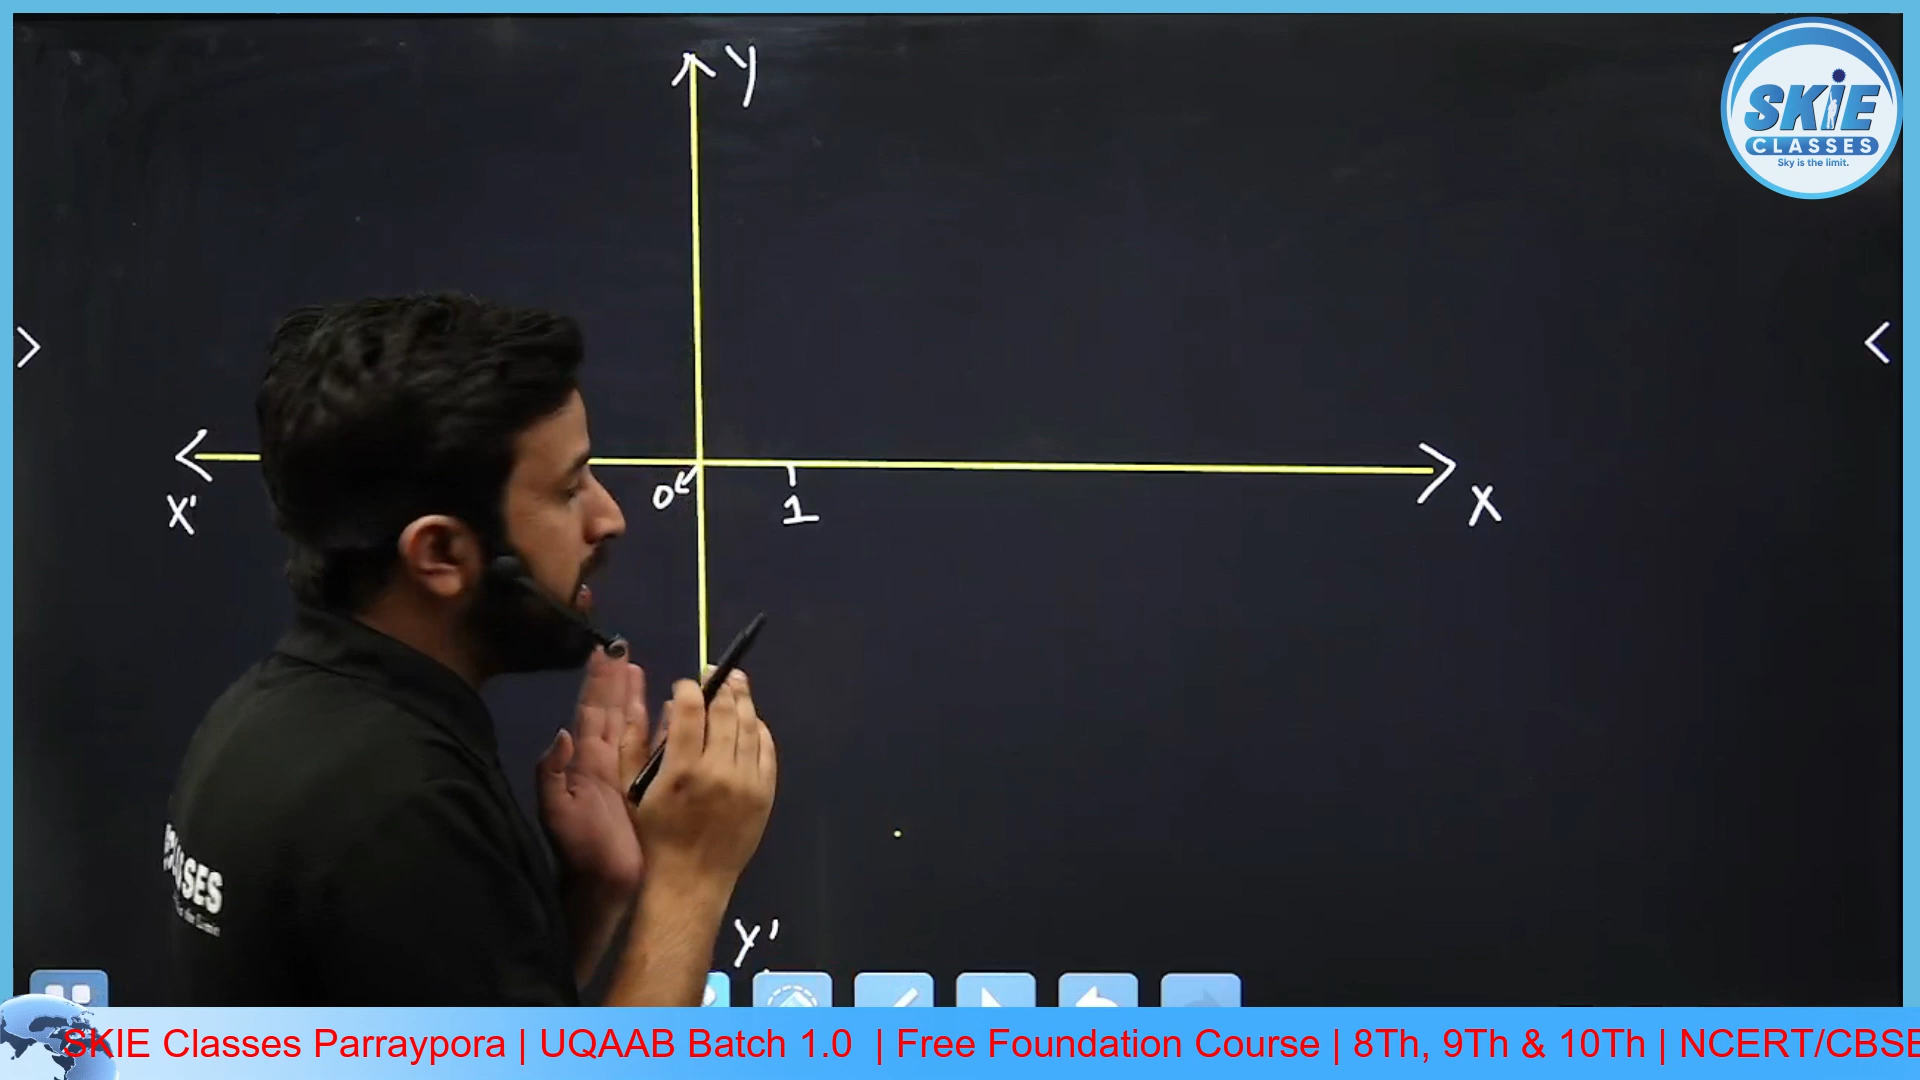 Y
SKiE
CLASSES
Sky is the limit.
X'
0
1
X
Y'
SKIE Classes Parraypora | UQAAB Batch 1.0 | Free Foundation Course | 8Th, 9Th & 10Th | NCERT/CBSE